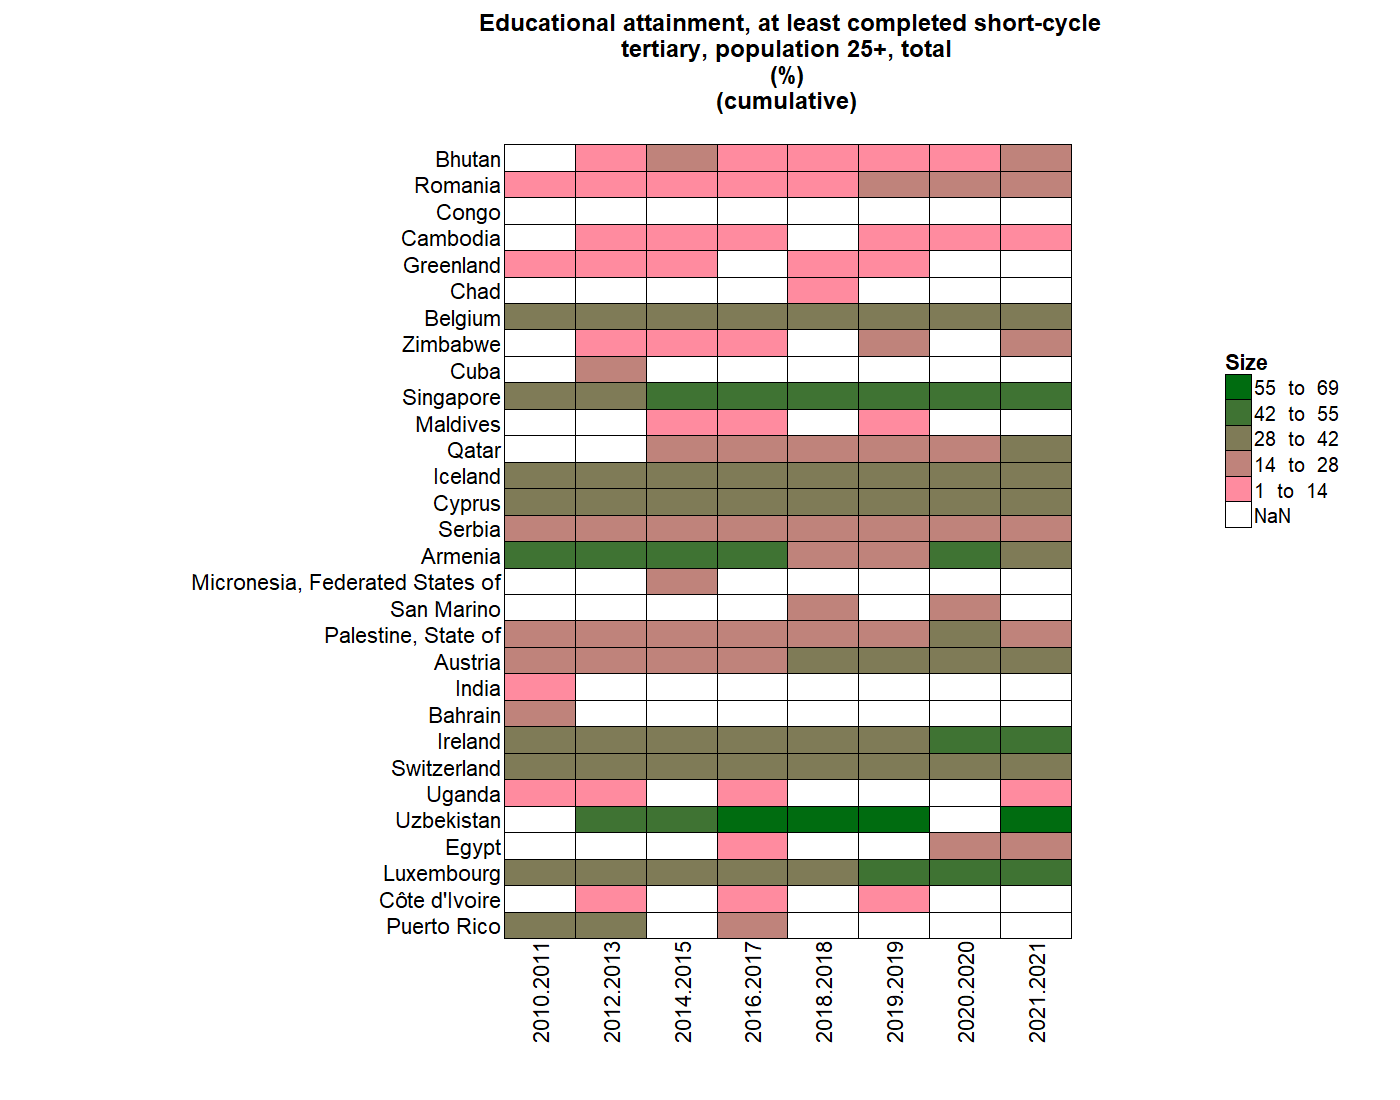 Educational attainment, at least completed short-cycle
tertiary, population 25+, total
(%)
(cumulative)
Bhutan
Romania
Congo
Cambodia
Greenland
Chad
Belgium
Zimbabwe
Cuba
Singapore
Maldives
Qatar
Iceland
Cyprus
Serbia
Armenia
Micronesia, Federated States of
San Marino
Palestine, State of
Austria
India
Bahrain
Ireland
Switzerland
Uganda
Uzbekistan
Egypt
Luxembourg
Côte d'Ivoire
Puerto Rico
2010.2011
2012.2013
2014.2015
2016.2017
2018.2018
2019.2019
2020.2020
2021.2021
Size
55 to 69
42 to 55
28 to 42
14 to 28
1 to 14
NaN